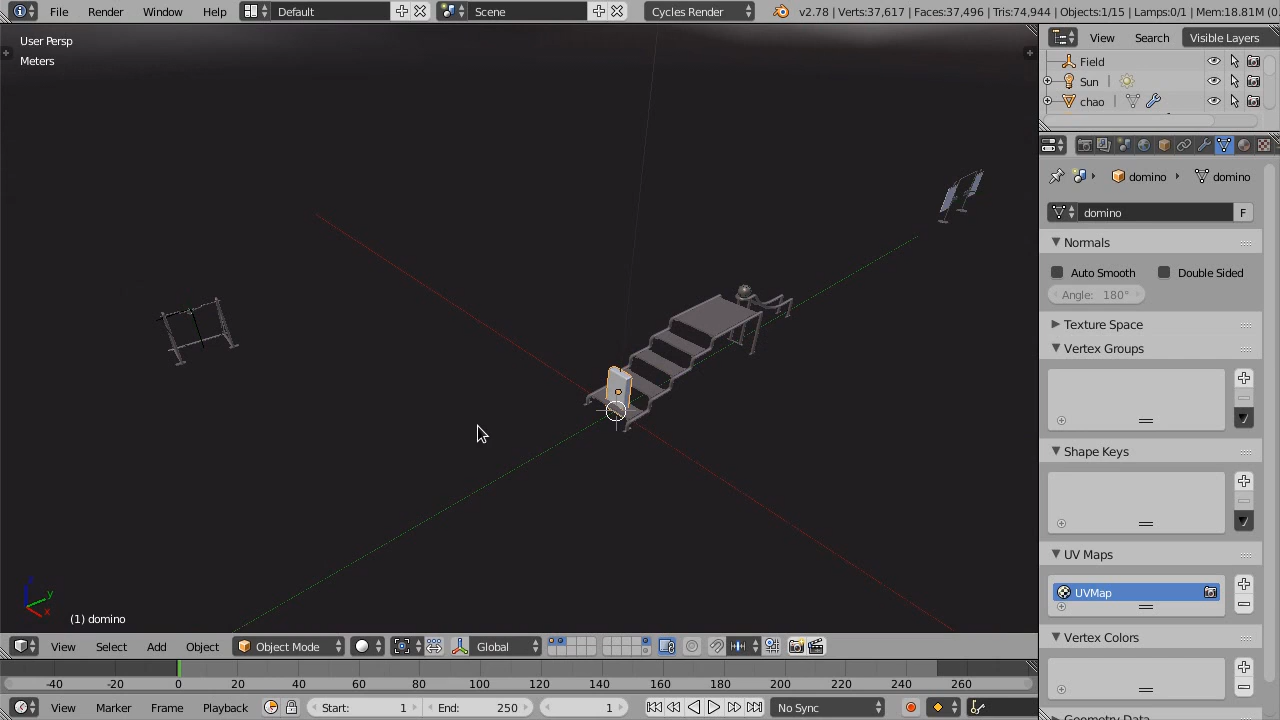 File Render Window Help Default Scene Cycles Render v2.78 | Verts:37,617 | Faces:37,496 | Tris:74,944 | Objects:1/15 | Lamps:0/1 | Mem:18.81M (0
User Persp
Meters
View Search Visible Layers
Field
Sun
chao
domino domino
domino F
Normals
Auto Smooth Double Sided
Angle: 180°
Texture Space
Vertex Groups
Shape Keys
UV Maps
UVMap
Vertex Colors
z
y
x
(1) domino
View Select Add Object Object Mode Global
-40 -20 0 20 40 60 80 100 120 140 160 180 200 220 240 260
View Marker Frame Playback Start: 1 End: 250 1 No Sync